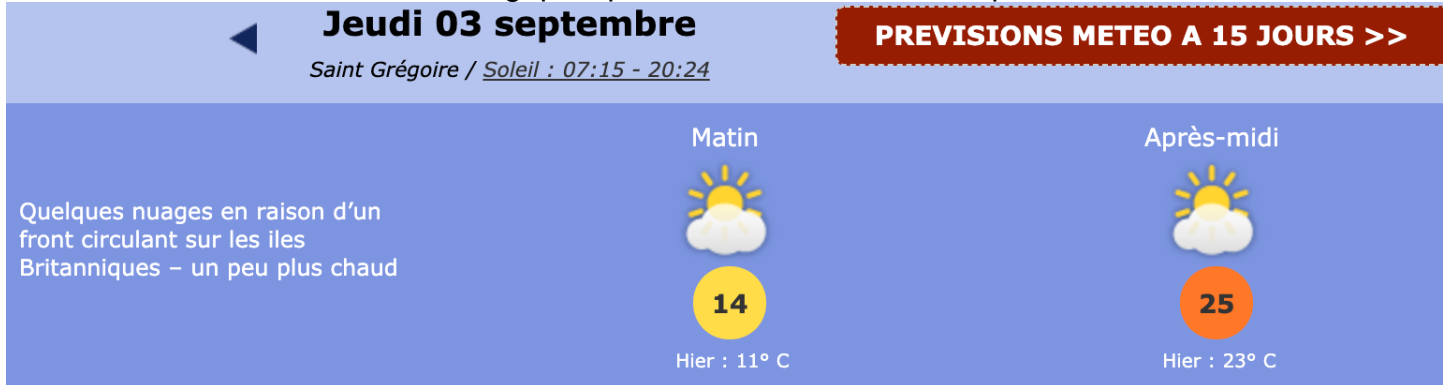 Jeudi 03 septembre
PREVISIONS METEO A 15 JOURS >>
Saint Grégoire / Soleil : 07:15 - 20:24
Matin
Après-midi
Quelques nuages en raison d’un
front circulant sur les iles
Britanniques – un peu plus chaud
14
25
Hier : 11° C
Hier : 23° C